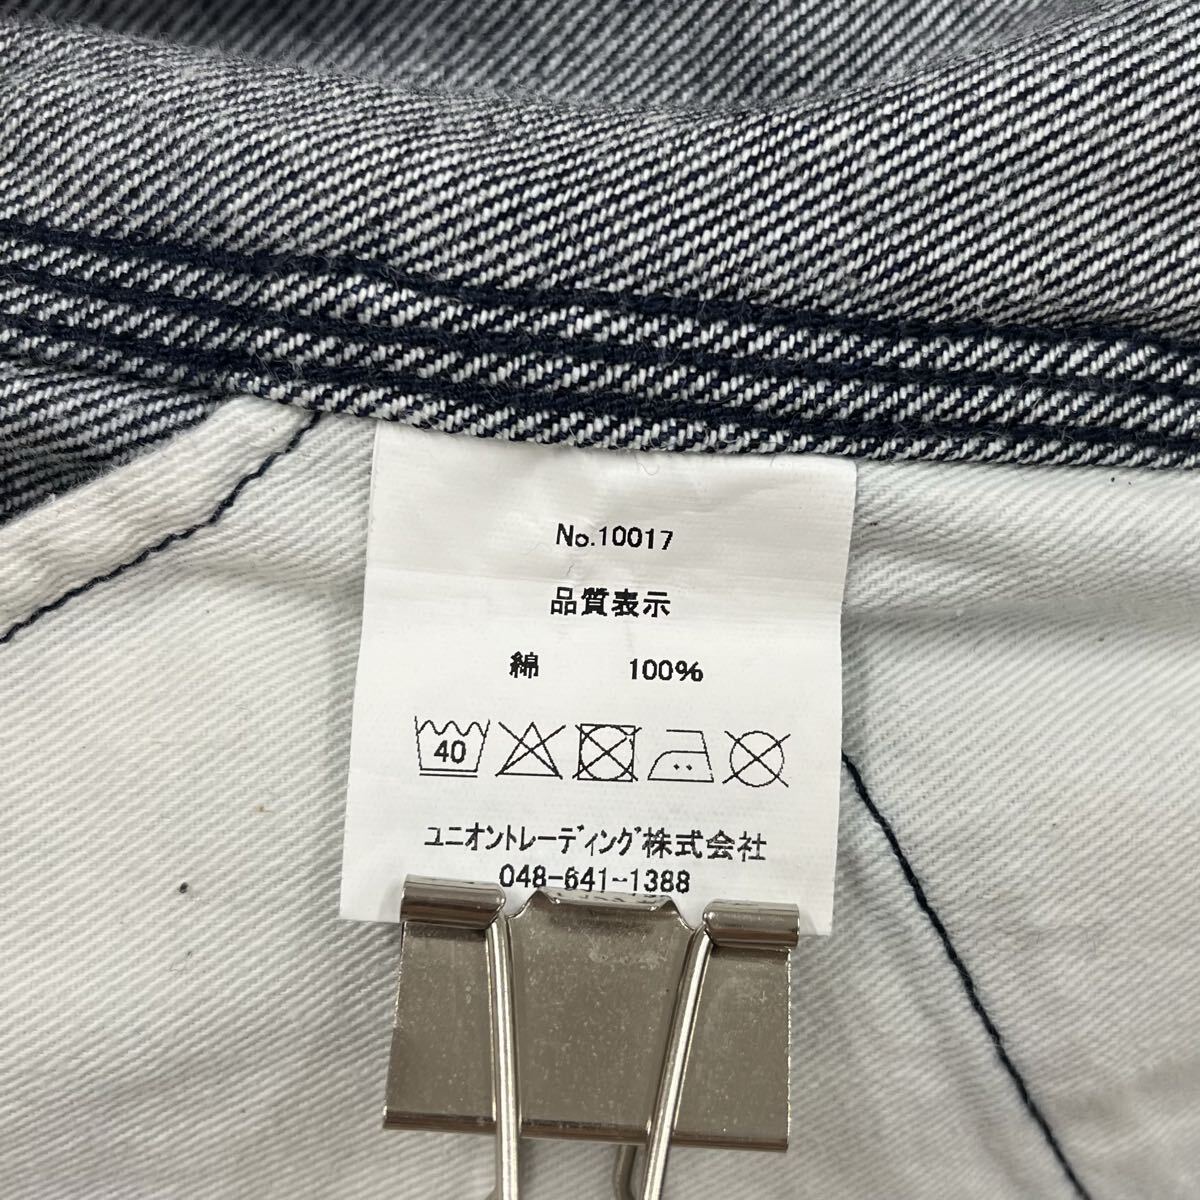 No.10017
品質表示
綿 100%
40
ユニオントレーディング株式会社
048-641-1388